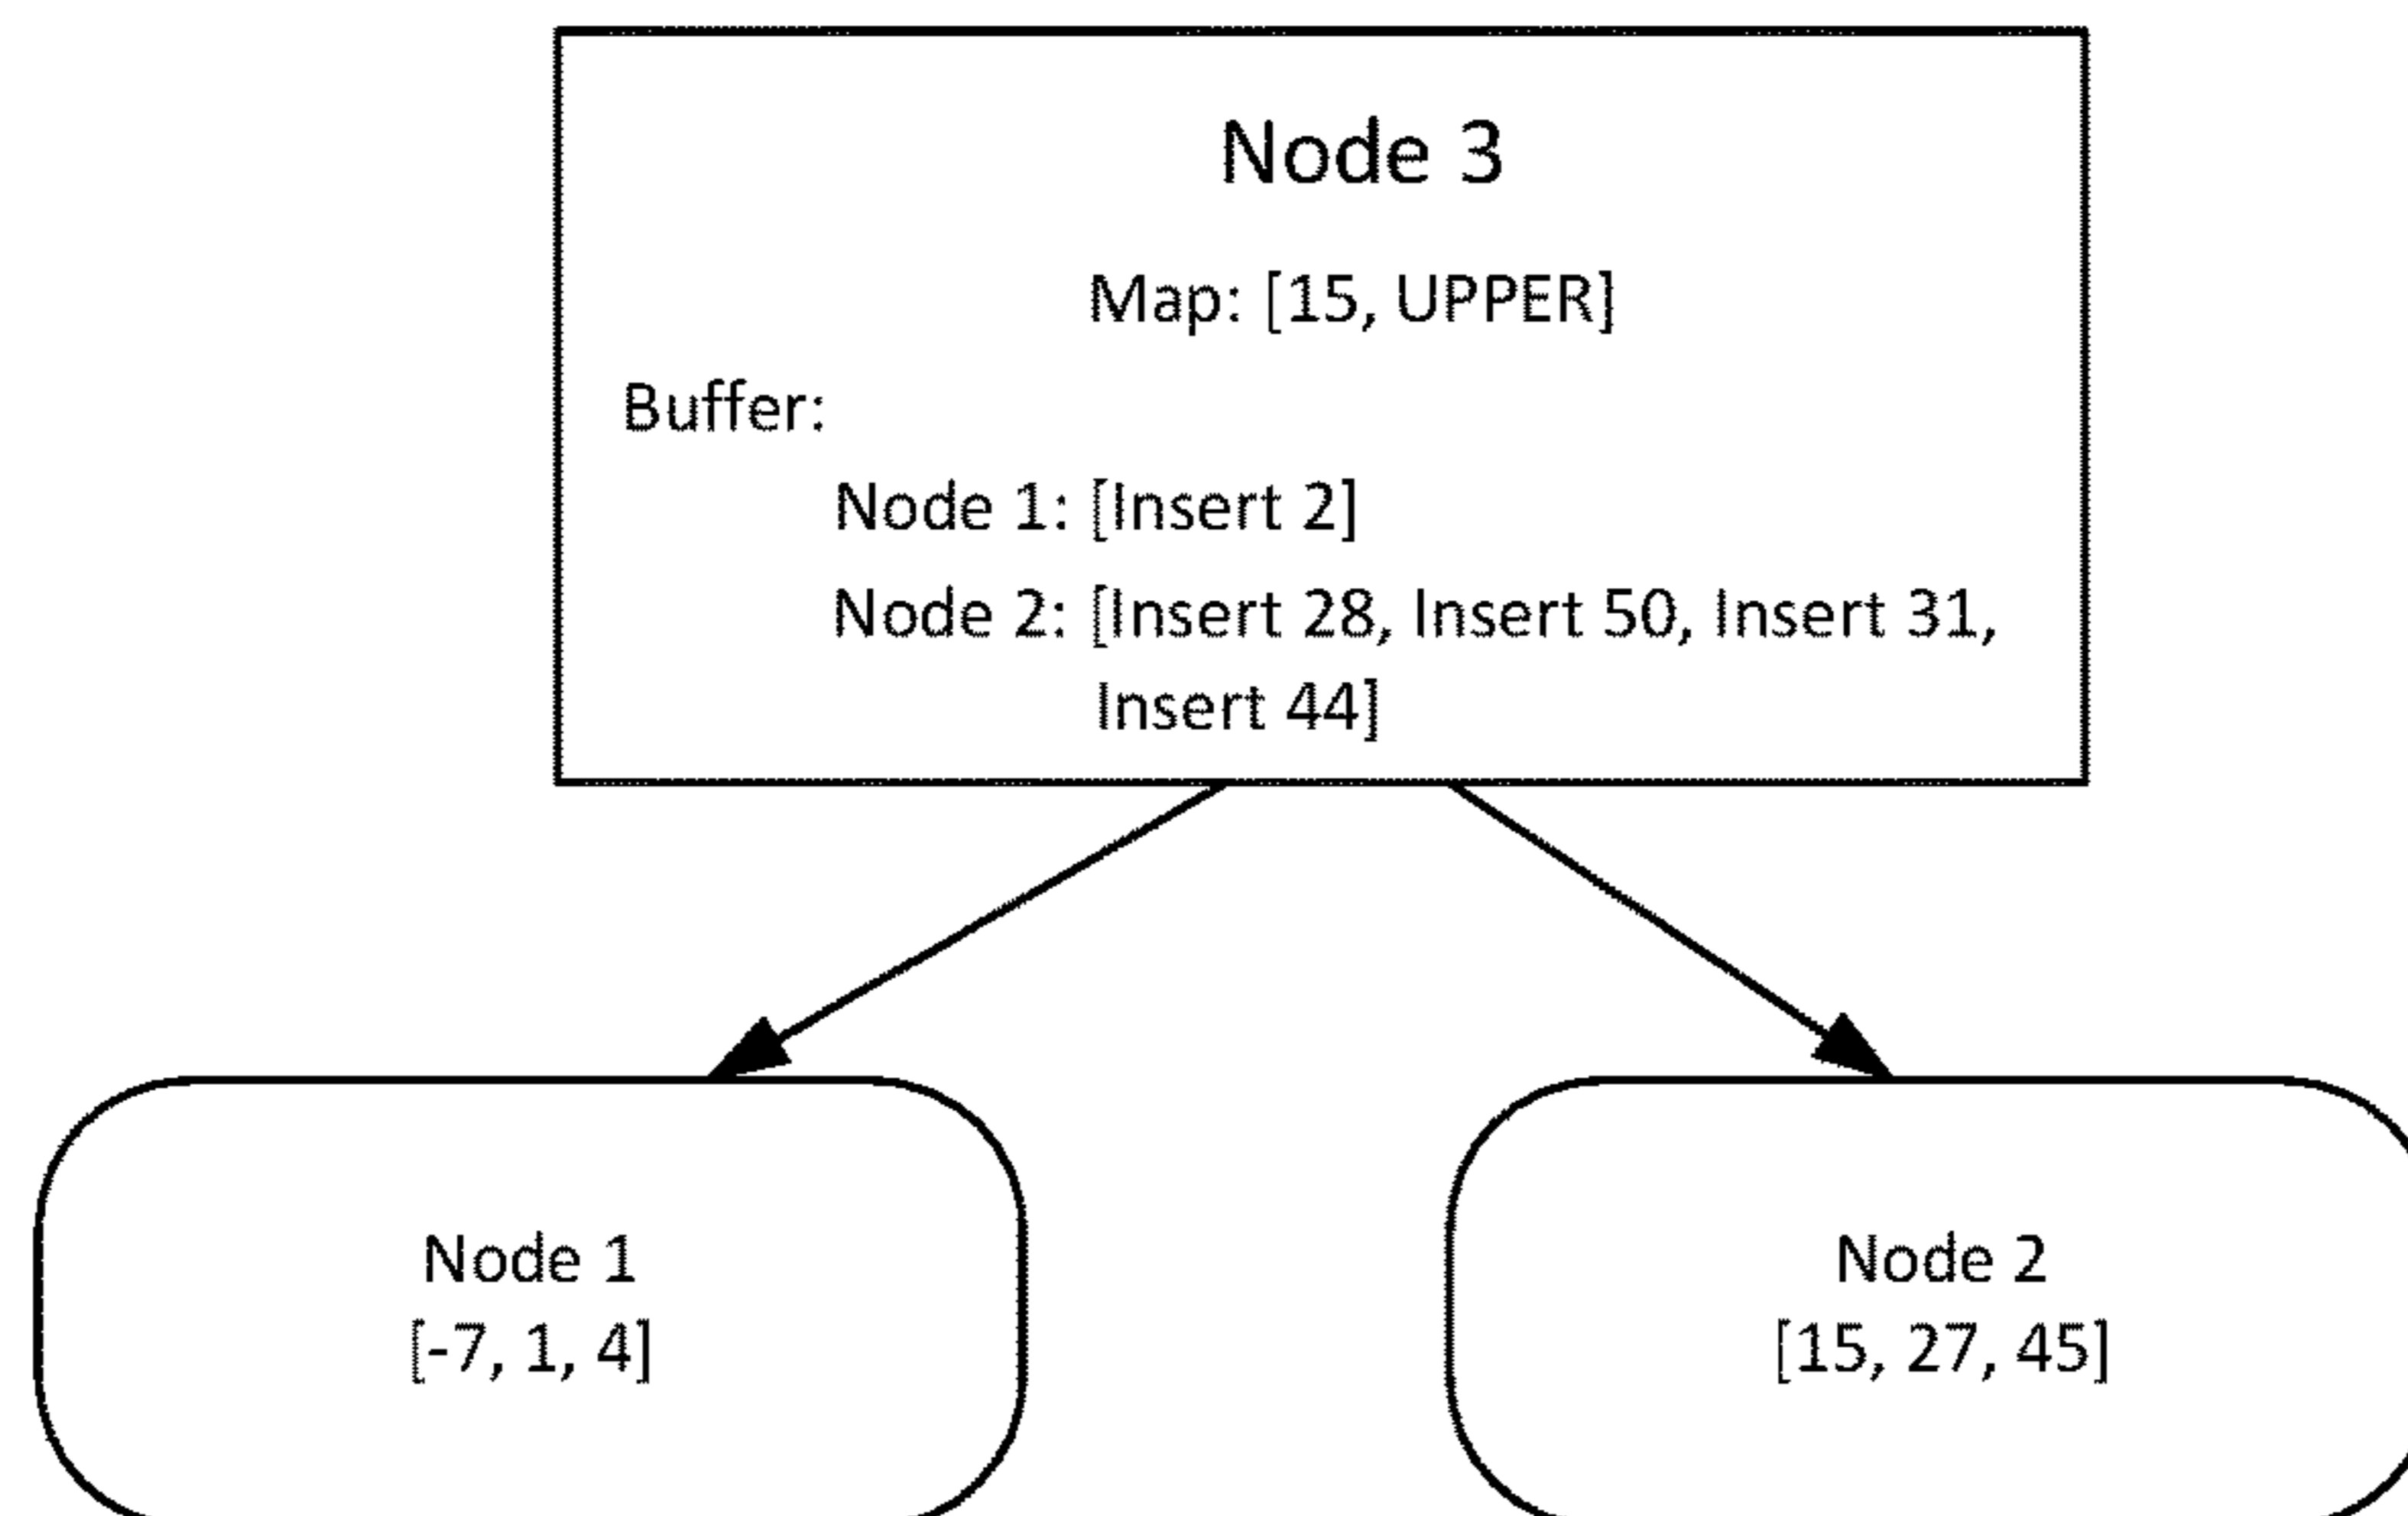 Node 3
Map: [15, UPPER]
Buffer:
Node 1: [Insert 2]
Node 2: [Insert 28, Insert 50, Insert 31,
Insert 44]
Node 1
[-7, 1, 4]
Node 2
[15, 27, 45]